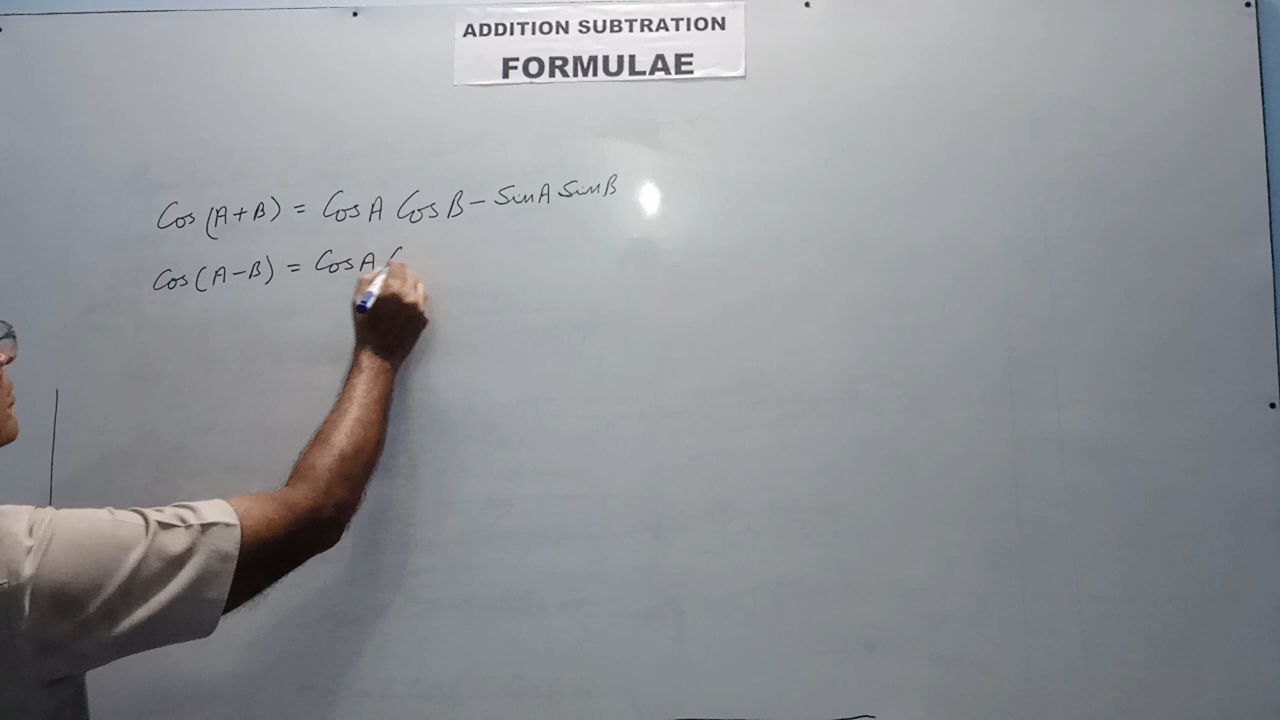 ADDITION SUBTRATION
FORMULAE
Cos (A+B) = Cos A Cos B - Sin A Sin B
Cos (A-B) = Cos A C